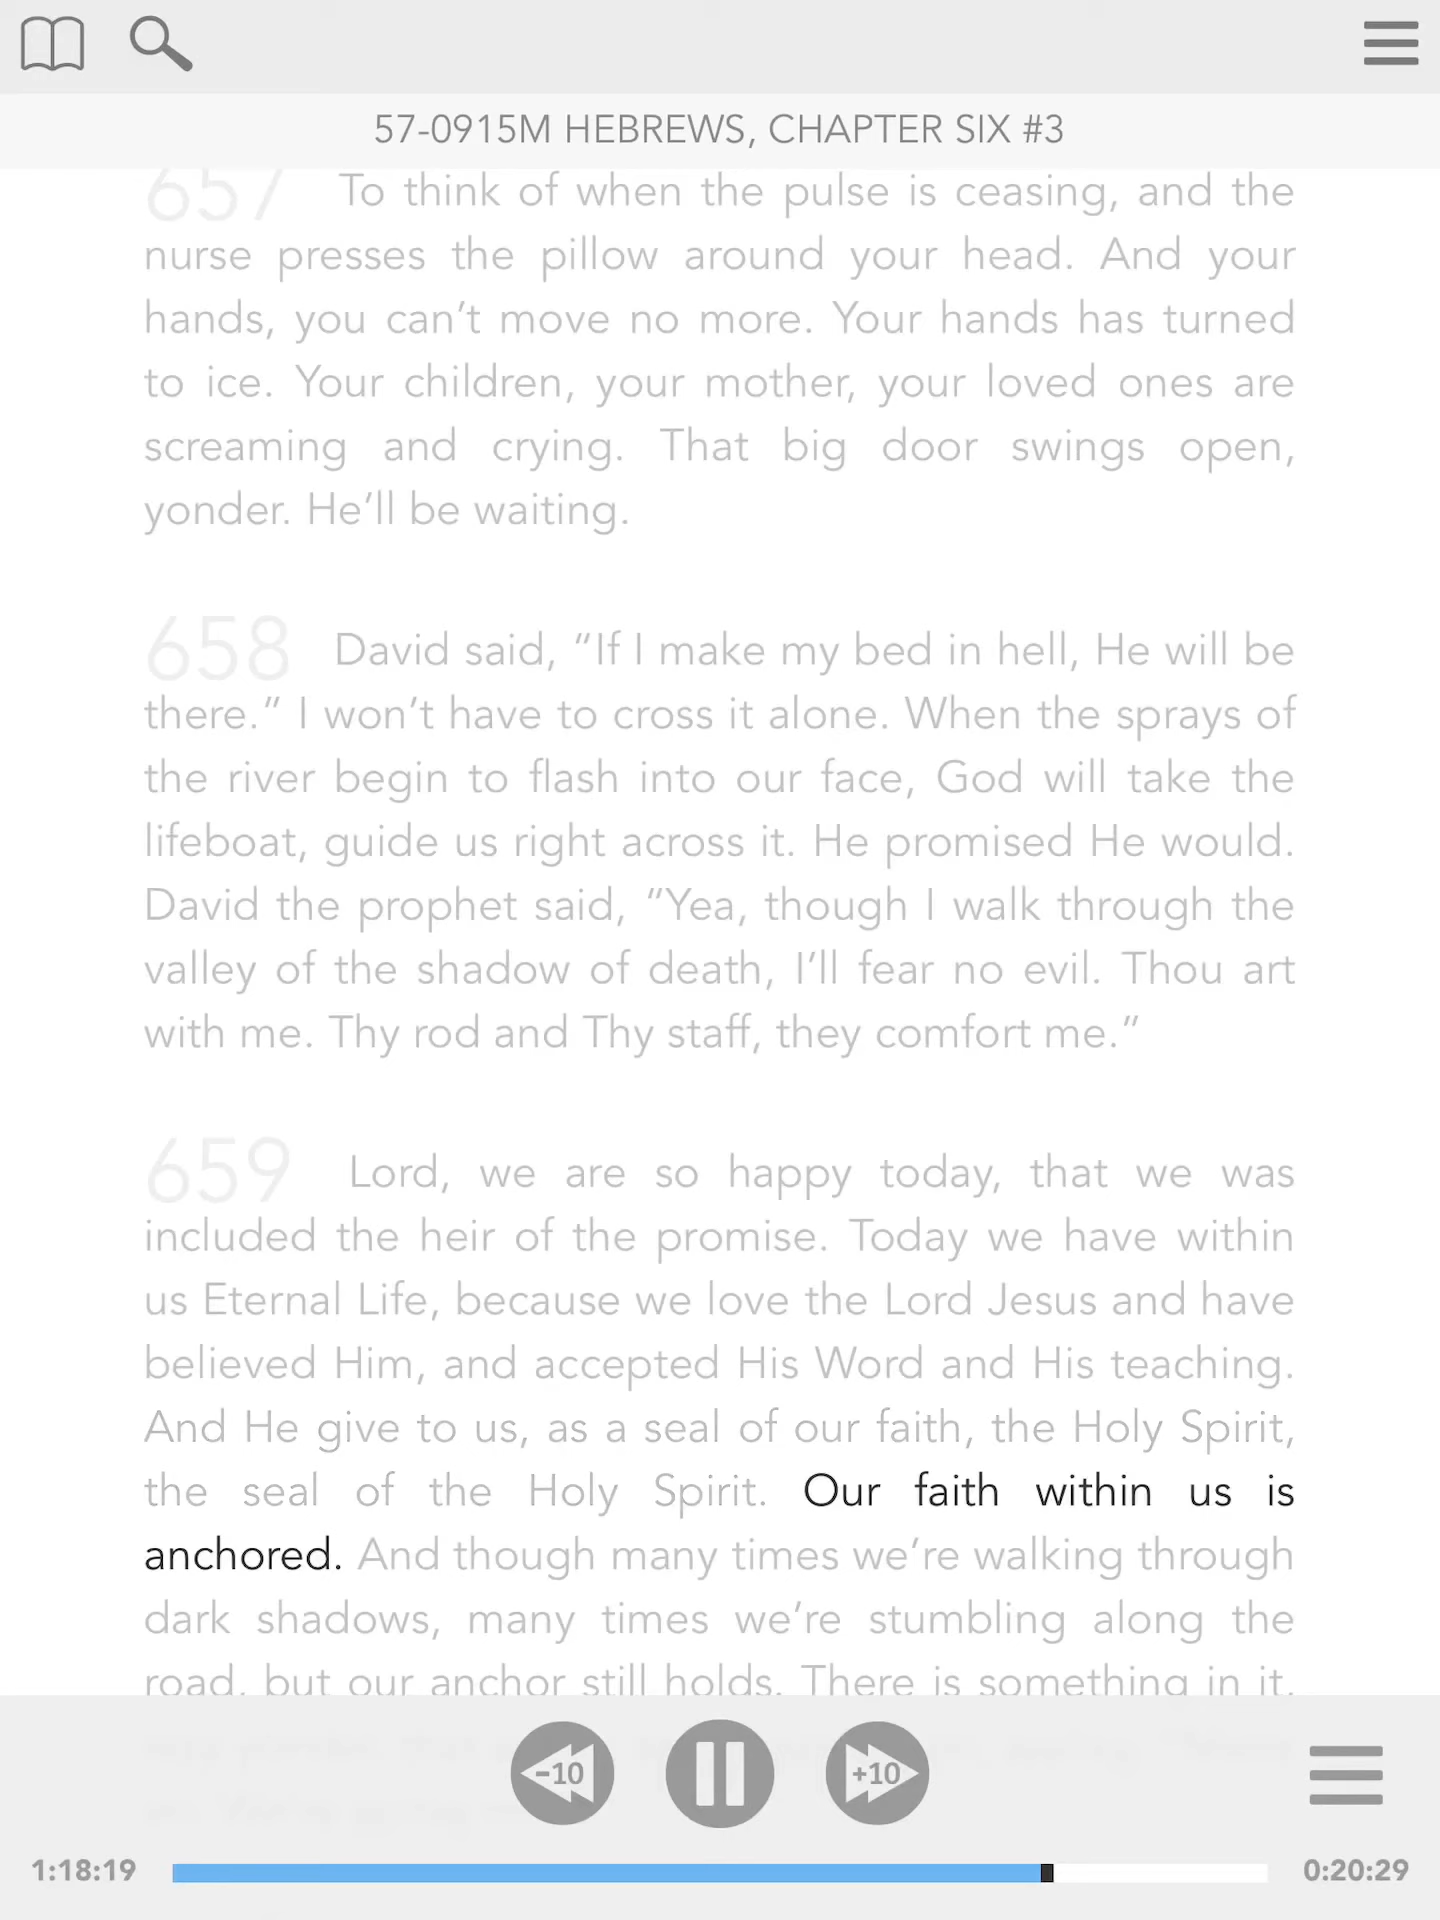 57-0915M HEBREWS, CHAPTER SIX #3
657 To think of when the pulse is ceasing, and the
nurse presses the pillow around your head. And your
hands, you can’t move no more. Your hands has turned
to ice. Your children, your mother, your loved ones are
screaming and crying. That big door swings open,
yonder. He’ll be waiting.
658 David said, “If I make my bed in hell, He will be
there.” I won’t have to cross it alone. When the sprays of
the river begin to flash into our face, God will take the
lifeboat, guide us right across it. He promised He would.
David the prophet said, “Yea, though I walk through the
valley of the shadow of death, I’ll fear no evil. Thou art
with me. Thy rod and Thy staff, they comfort me.”
659 Lord, we are so happy today, that we was
included the heir of the promise. Today we have within
us Eternal Life, because we love the Lord Jesus and have
believed Him, and accepted His Word and His teaching.
And He give to us, as a seal of our faith, the Holy Spirit,
the seal of the Holy Spirit. Our faith within us is
anchored. And though many times we’re walking through
dark shadows, many times we’re stumbling along the
road, but our anchor still holds. There is something in it,
-10 +10
1:18:19 0:20:29